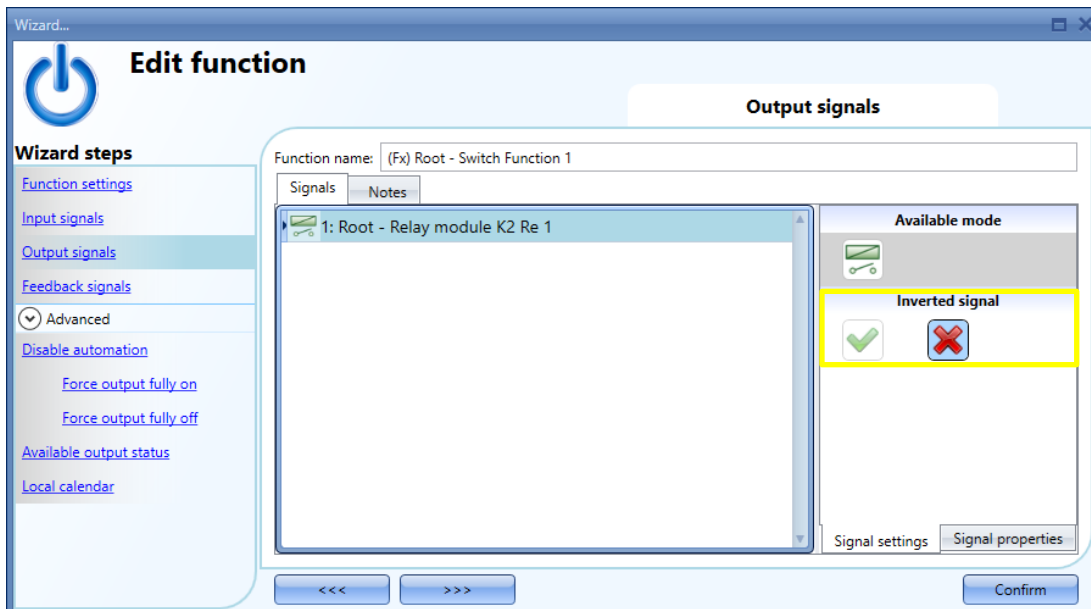 Wizard...
Edit function
Output signals
Wizard steps
Function settings
Input signals
Output signals
Feedback signals
Advanced
Disable automation
Force output fully on
Force output fully off
Available output status
Local calendar
Function name: (Fx) Root - Switch Function 1
Signals Notes
1: Root - Relay module K2 Re 1
Available mode
Inverted signal
Signal settings Signal properties
<<< >>> Confirm